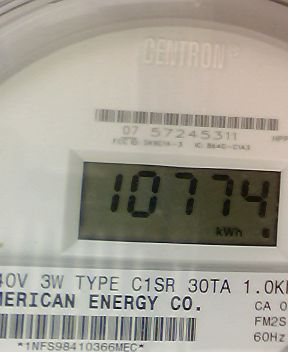 CENTRON®
07 57245311
10774
kWh
40V 3W TYPE C1SR 30TA 1.0K
MERICAN ENERGY CO.
CA 0
FM2S
60Hz
*1NFS98410366MEC*